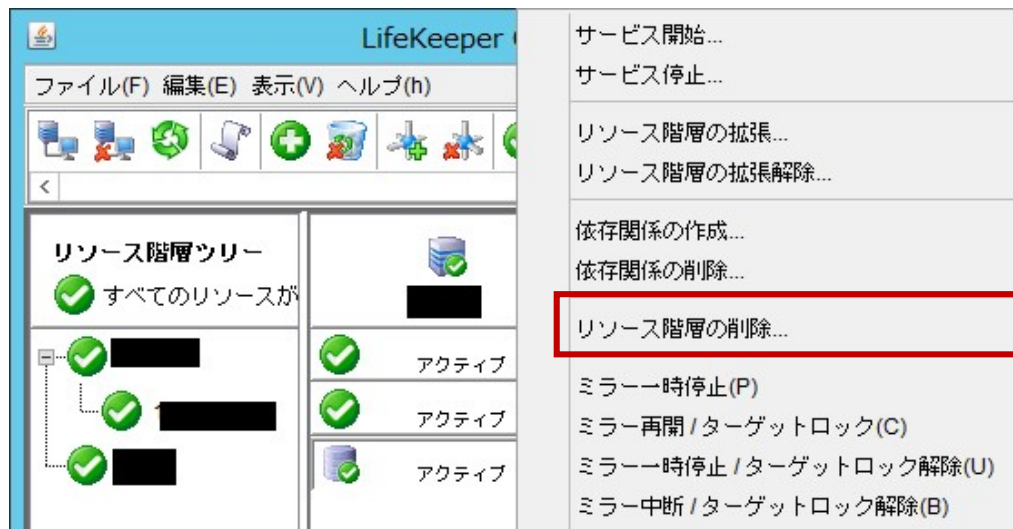 LifeKeeper
ファイル(F) 編集(E) 表示(V) ヘルプ(h)
リソース階層ツリー
すべてのリソースが
アクティブ
アクティブ
アクティブ
サービス開始...
サービス停止...
リソース階層の拡張...
リソース階層の拡張解除...
依存関係の作成...
依存関係の削除...
リソース階層の削除...
ミラー一時停止(P)
ミラー再開 / ターゲットロック(C)
ミラー一時停止 / ターゲットロック解除(U)
ミラー中断 / ターゲットロック解除(B)